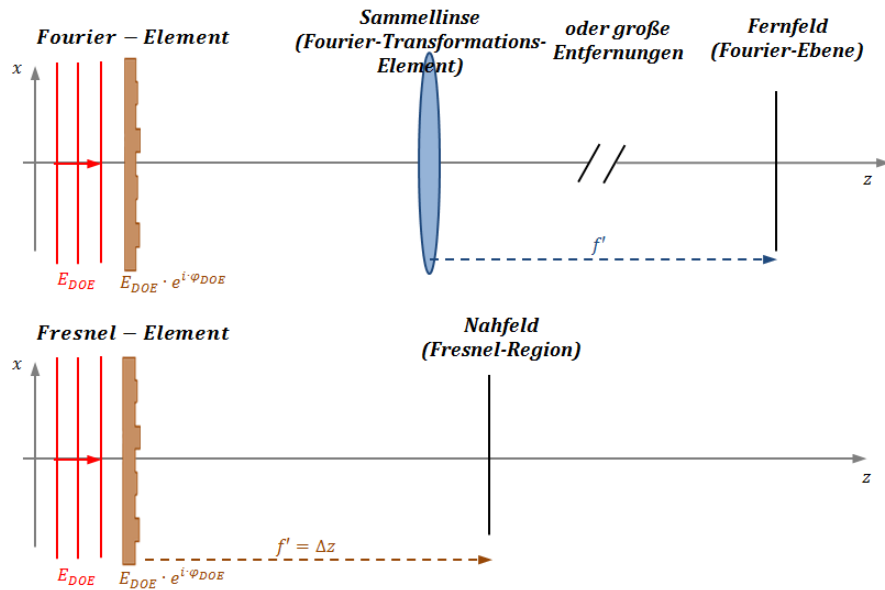 Fourier – Element
Sammellinse
(Fourier-Transformations-
Element)
oder große
Entfernungen
Fernfeld
(Fourier-Ebene)
x
z
f'
E_DOE
E_DOE · e^{i·φ_DOE}
Fresnel – Element
Nahfeld
(Fresnel-Region)
x
z
f' = Δz
E_DOE
E_DOE · e^{i·φ_DOE}